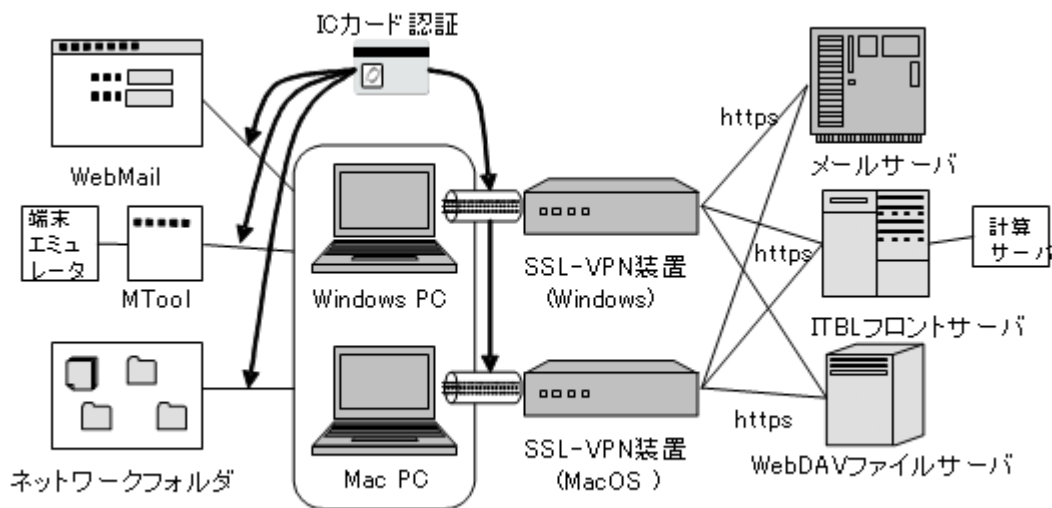 ICカード認証
WebMail
端末
エミュ
レータ
MTool
ネットワークフォルダ
Windows PC
Mac PC
SSL-VPN装置
(Windows)
SSL-VPN装置
(MacOS )
https
https
https
メールサーバ
ITBLフロントサーバ
計算
サーバ
WebDAVファイルサーバ